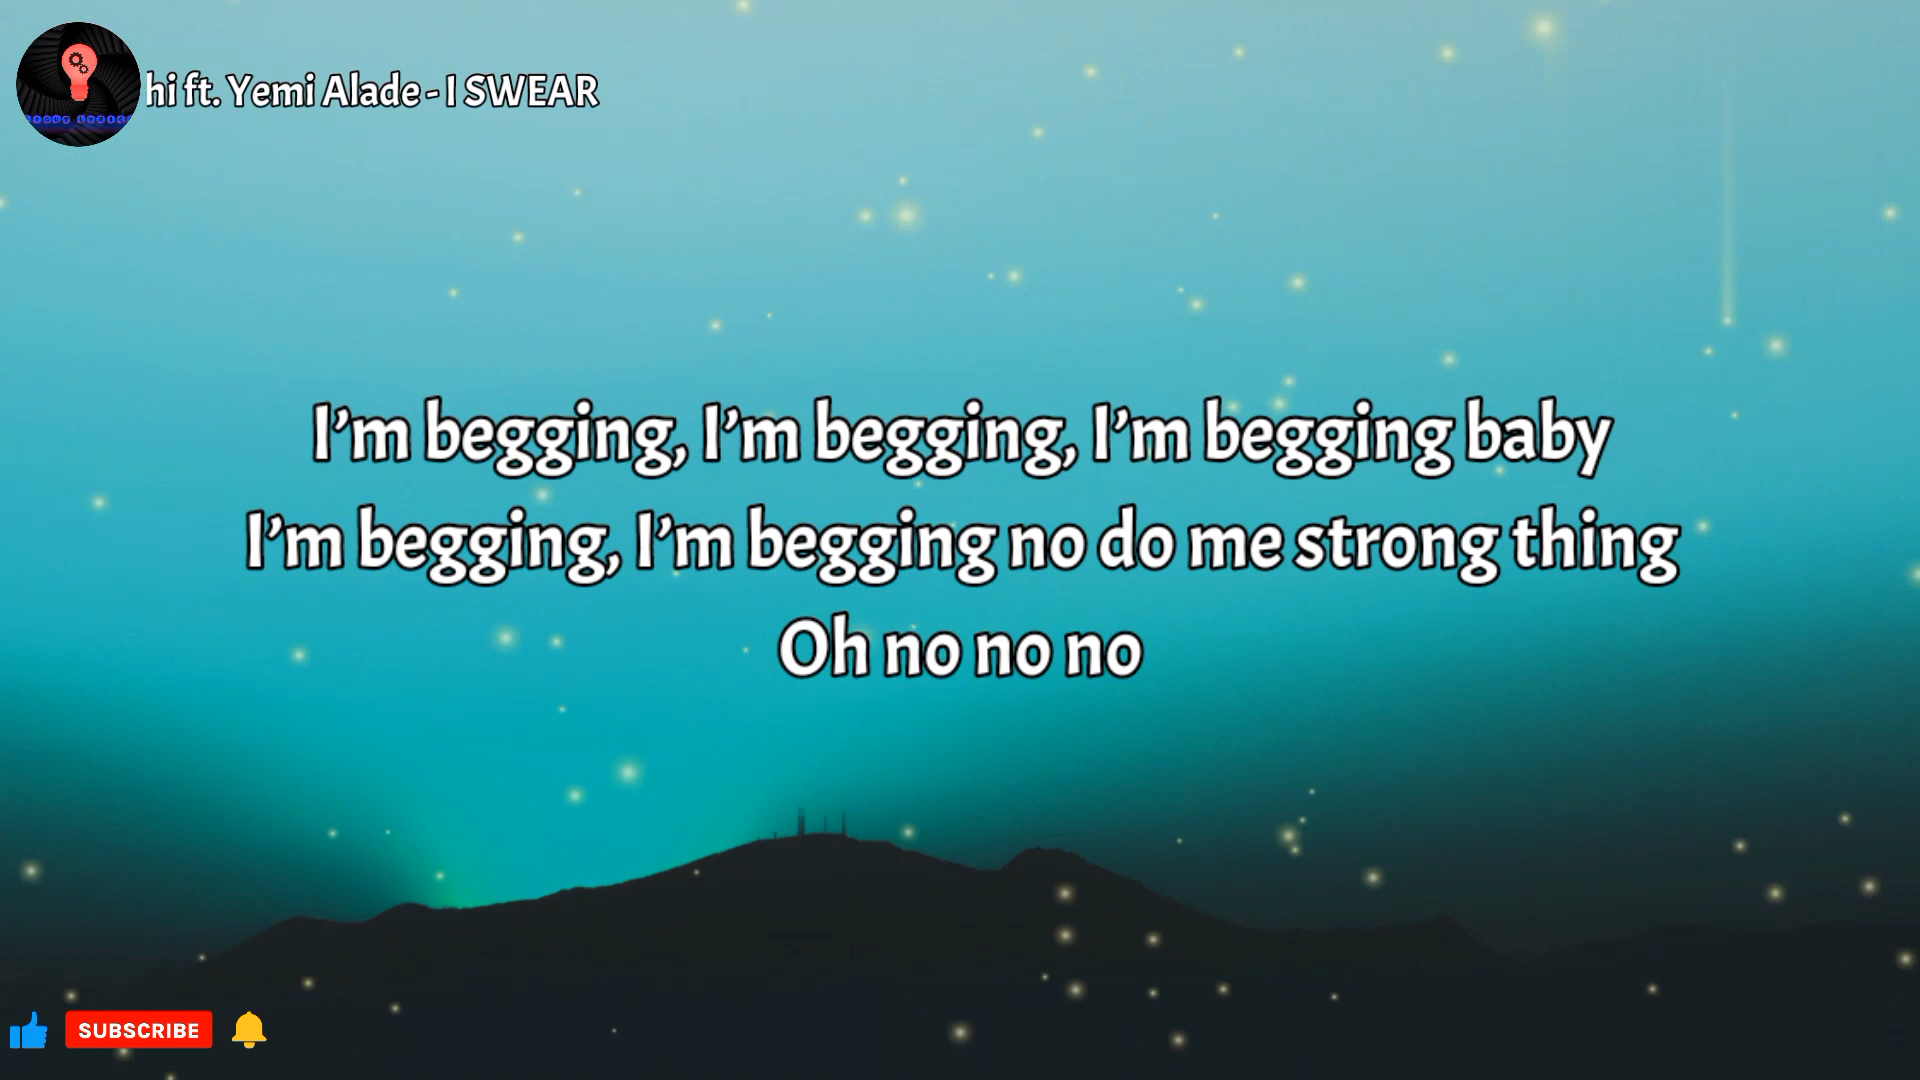 hi ft. Yemi Alade - I SWEAR
I'm begging, I'm begging, I'm begging baby
I'm begging, I'm begging no do me strong thing
Oh no no no
SUBSCRIBE